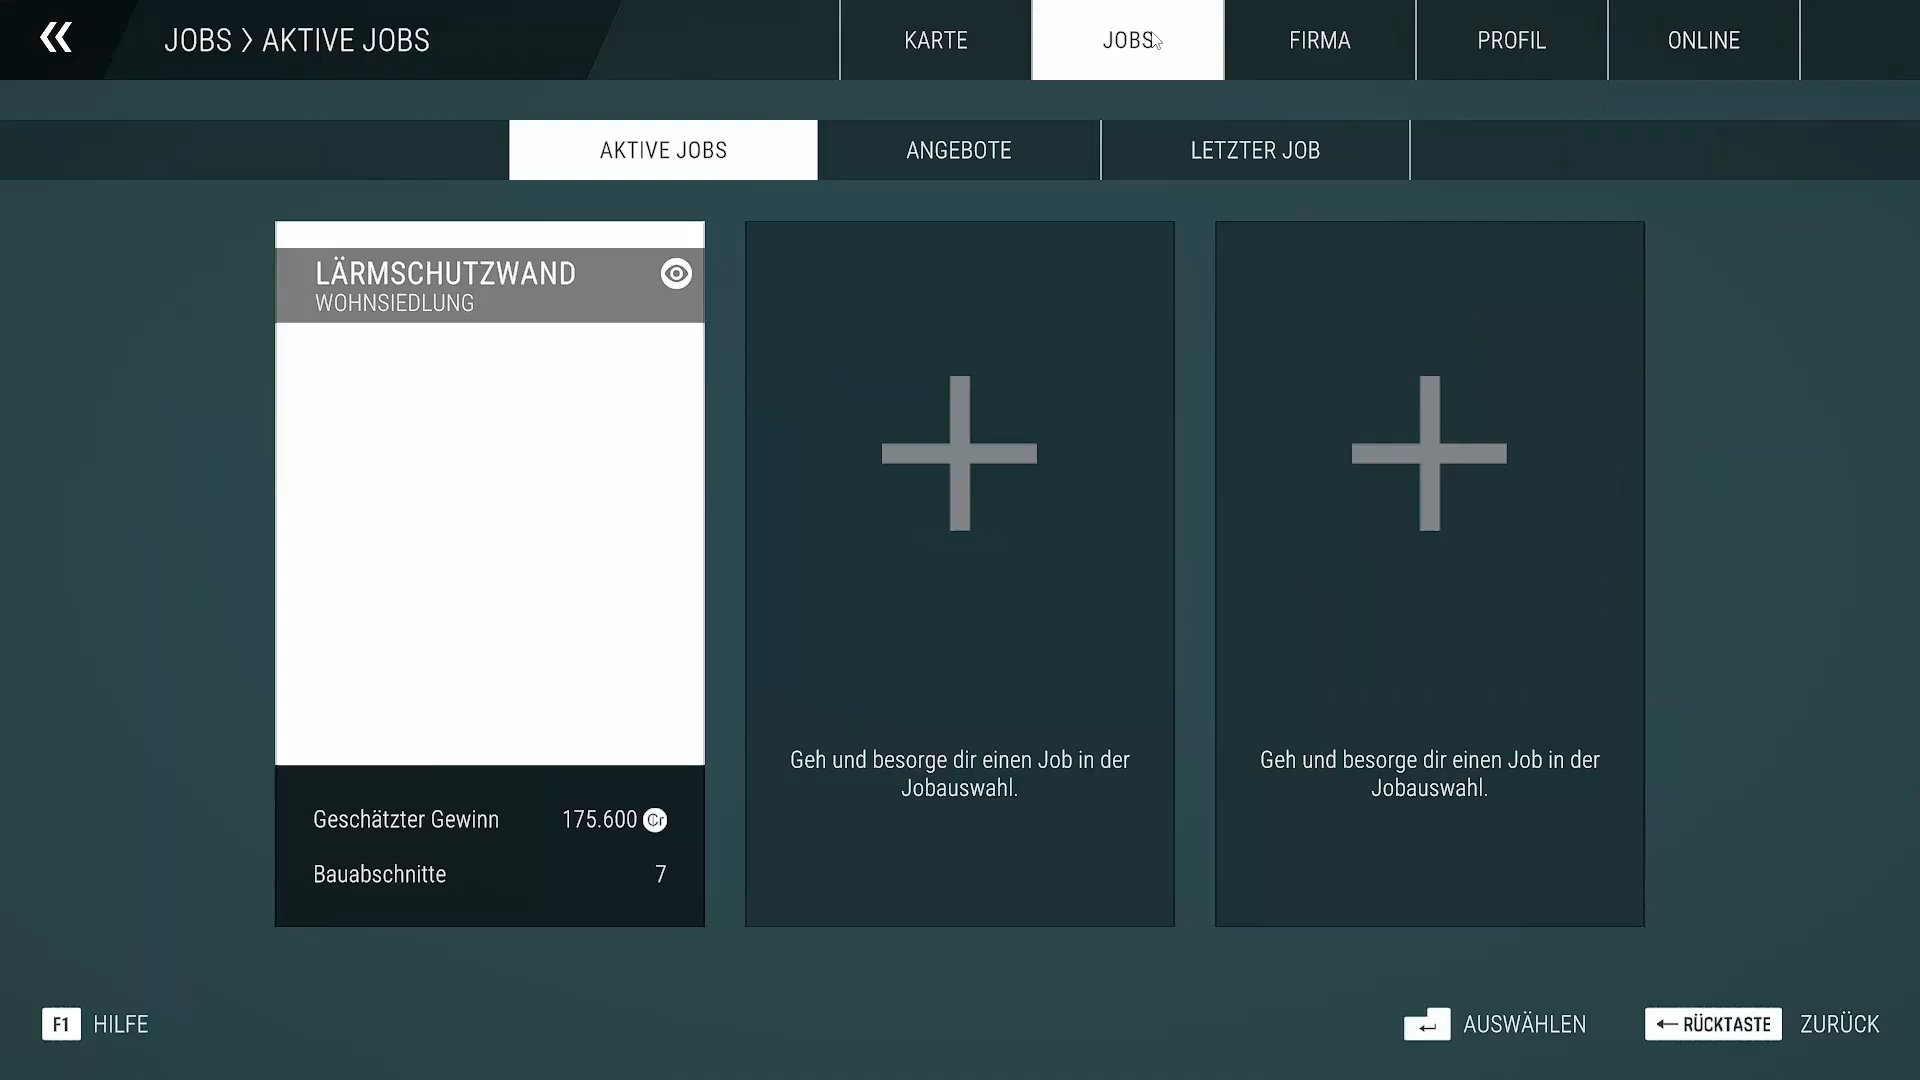 JOBS > AKTIVE JOBS
KARTE
JOBS
FIRMA
PROFIL
ONLINE
AKTIVE JOBS
ANGEBOTE
LETZTER JOB
LÄRMSCHUTZWAND
WOHNSIEDLUNG
Geschätzter Gewinn 175.600 Cr
Bauabschnitte 7
Geh und besorge dir einen Job in der
Jobauswahl.
Geh und besorge dir einen Job in der
Jobauswahl.
F1 HILFE
AUSWÄHLEN
← RÜCKTASTE ZURÜCK